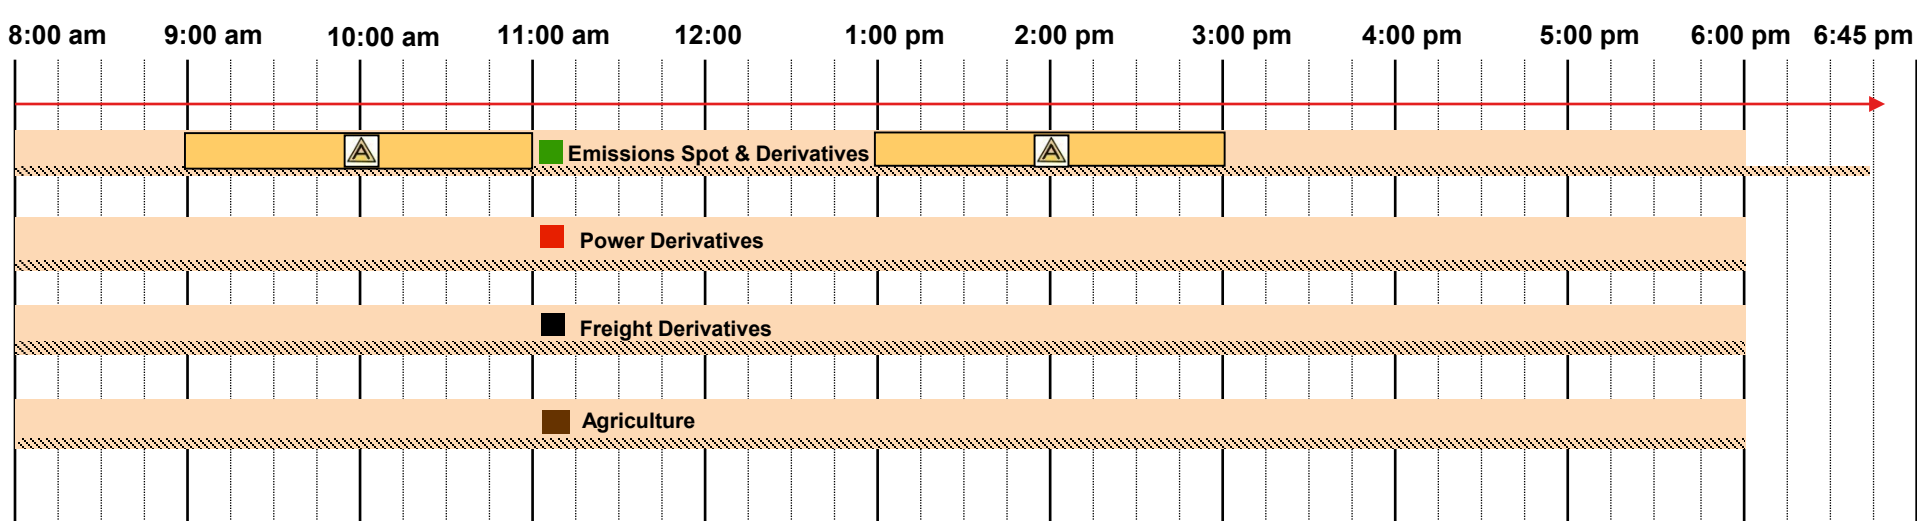 8:00 am 9:00 am 10:00 am 11:00 am 12:00 1:00 pm 2:00 pm 3:00 pm 4:00 pm 5:00 pm 6:00 pm 6:45 pm
A Emissions Spot & Derivatives A
Power Derivatives
Freight Derivatives
Agriculture